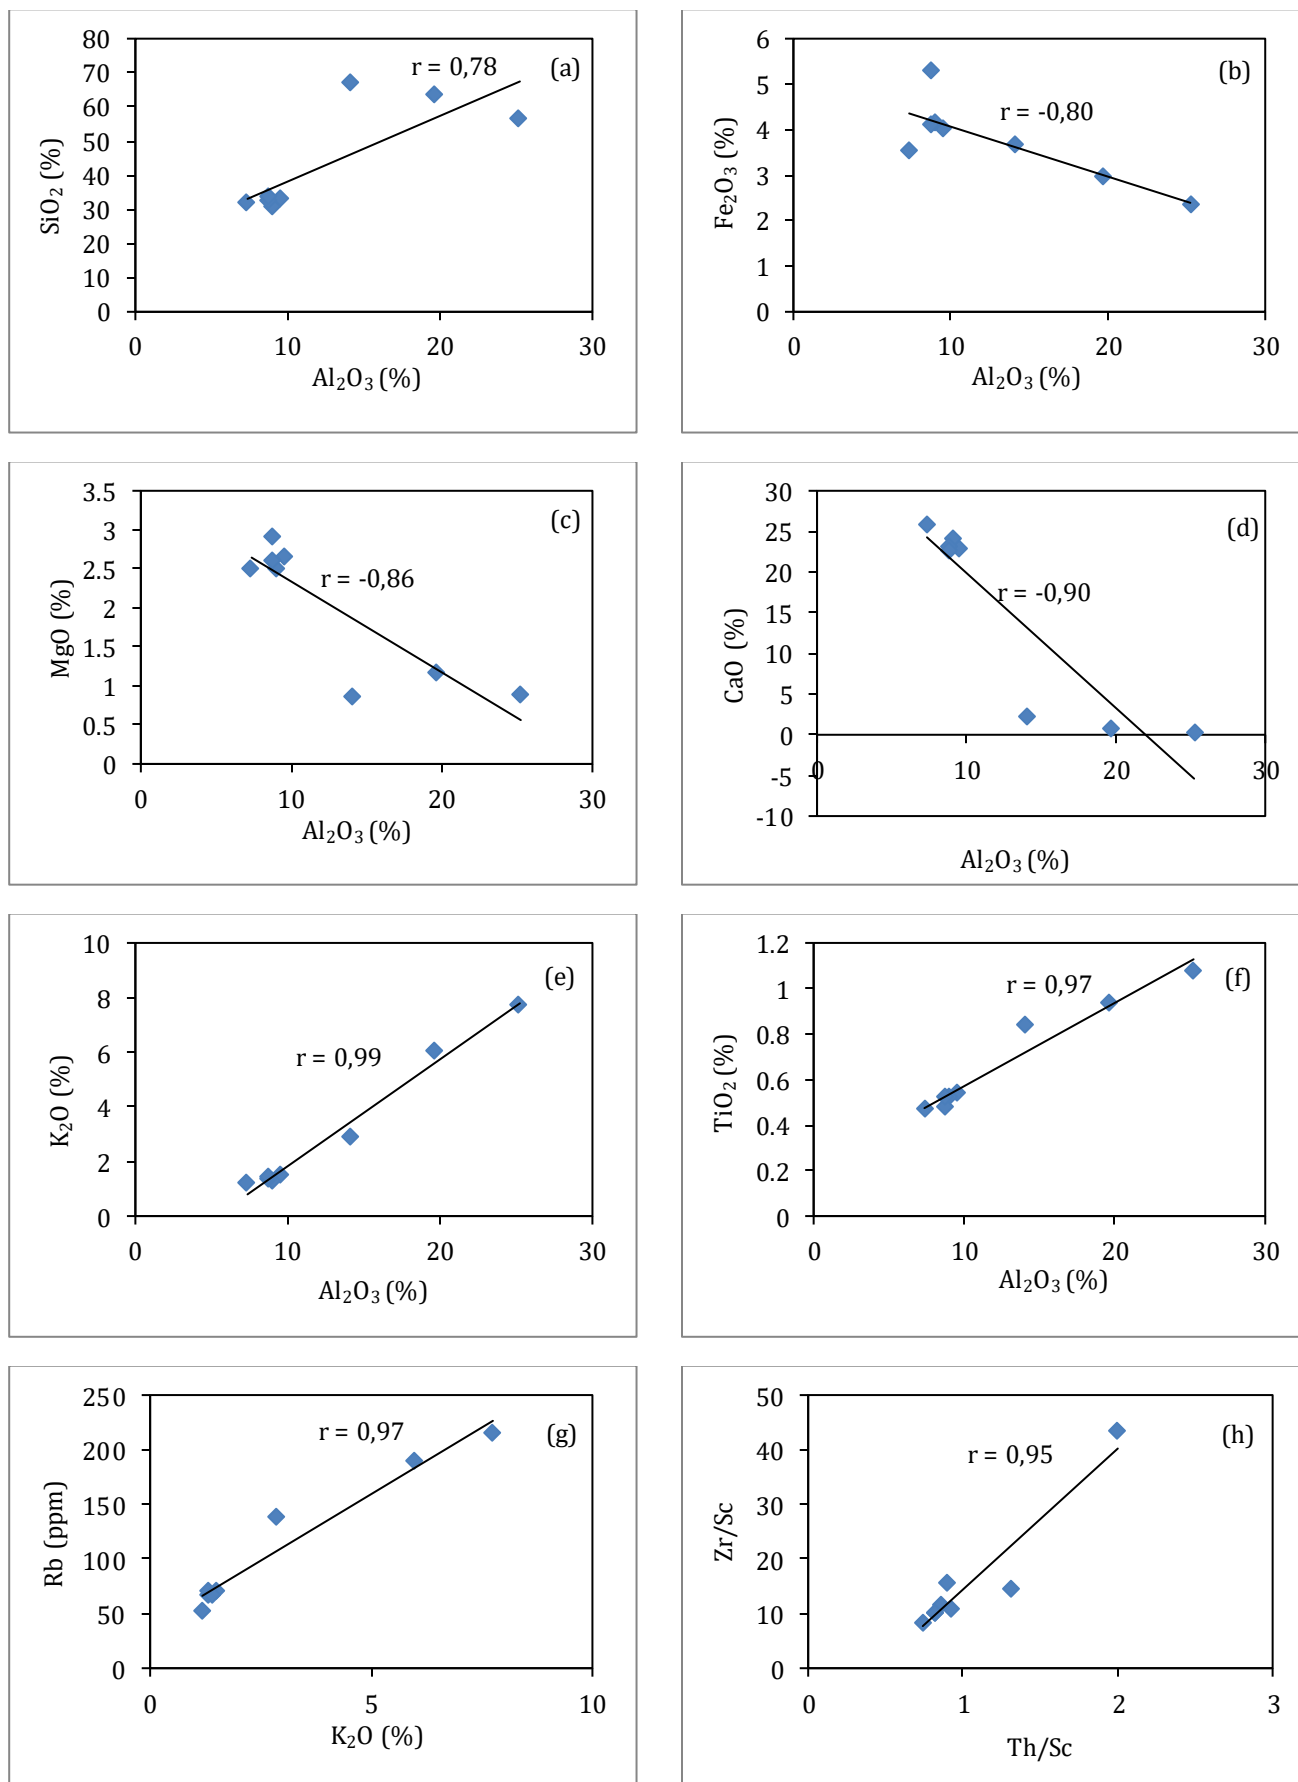 80
70
60
50
40
30
20
10
0
SiO₂ (%)
r = 0,78
(a)
0 10 20 30
Al₂O₃ (%)
6
5
4
3
2
1
0
Fe₂O₃ (%)
r = -0,80
(b)
0 10 20 30
Al₂O₃ (%)
3.5
3
2.5
2
1.5
1
0.5
0
MgO (%)
r = -0,86
(c)
0 10 20 30
Al₂O₃ (%)
30
25
20
15
10
5
0
-5
-10
CaO (%)
r = -0,90
(d)
0 10 20 30
Al₂O₃ (%)
10
8
6
4
2
0
K₂O (%)
r = 0,99
(e)
0 10 20 30
Al₂O₃ (%)
1.2
1
0.8
0.6
0.4
0.2
0
TiO₂ (%)
r = 0,97
(f)
0 10 20 30
Al₂O₃ (%)
250
200
150
100
50
0
Rb (ppm)
r = 0,97
(g)
0 5 10
K₂O (%)
50
40
30
20
10
0
Zr/Sc
r = 0,95
(h)
0 1 2 3
Th/Sc